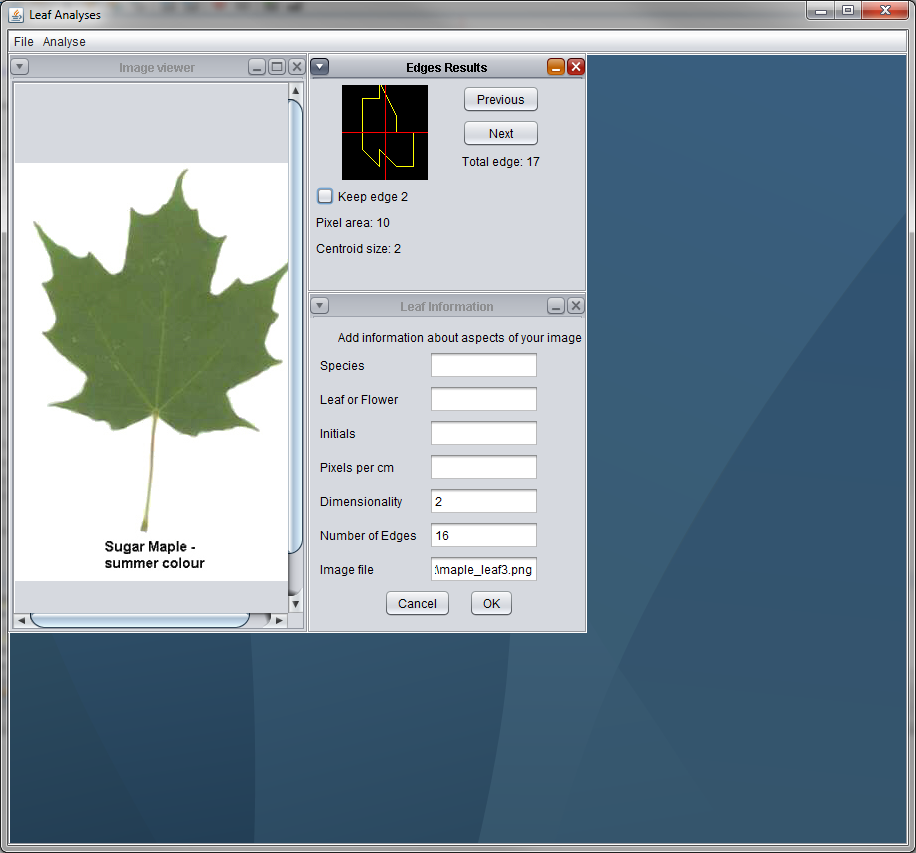 Leaf Analyses
File Analyse
Image viewer
Sugar Maple -
summer colour
Edges Results
Previous
Next
Total edge: 17
Keep edge 2
Pixel area: 10
Centroid size: 2
Leaf Information
Add information about aspects of your image
Species
Leaf or Flower
Initials
Pixels per cm
Dimensionality 2
Number of Edges 16
Image file :\maple_leaf3.png
Cancel OK